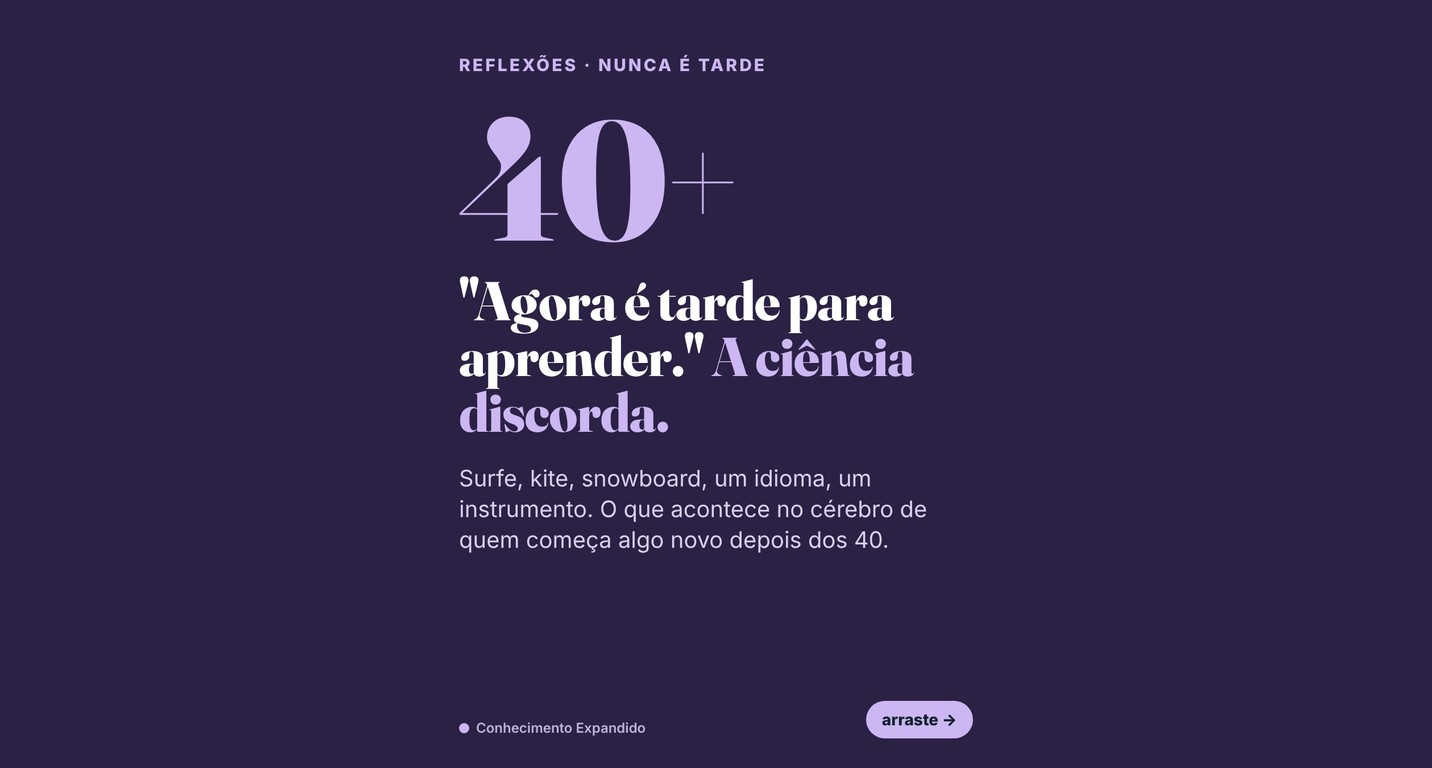 REFLEXÕES · NUNCA É TARDE
40+
"Agora é tarde para
aprender." A ciência
discorda.
Surfe, kite, snowboard, um idioma, um
instrumento. O que acontece no cérebro de
quem começa algo novo depois dos 40.
Conhecimento Expandido
arraste →